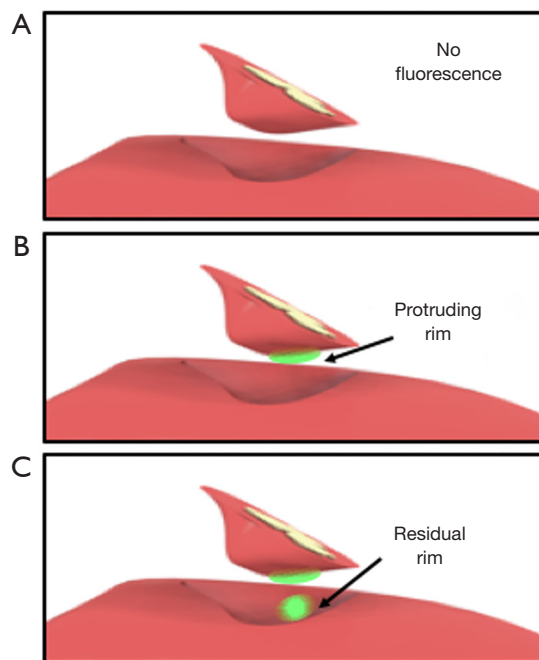 A
No
fluorescence
B
Protruding
rim
C
Residual
rim